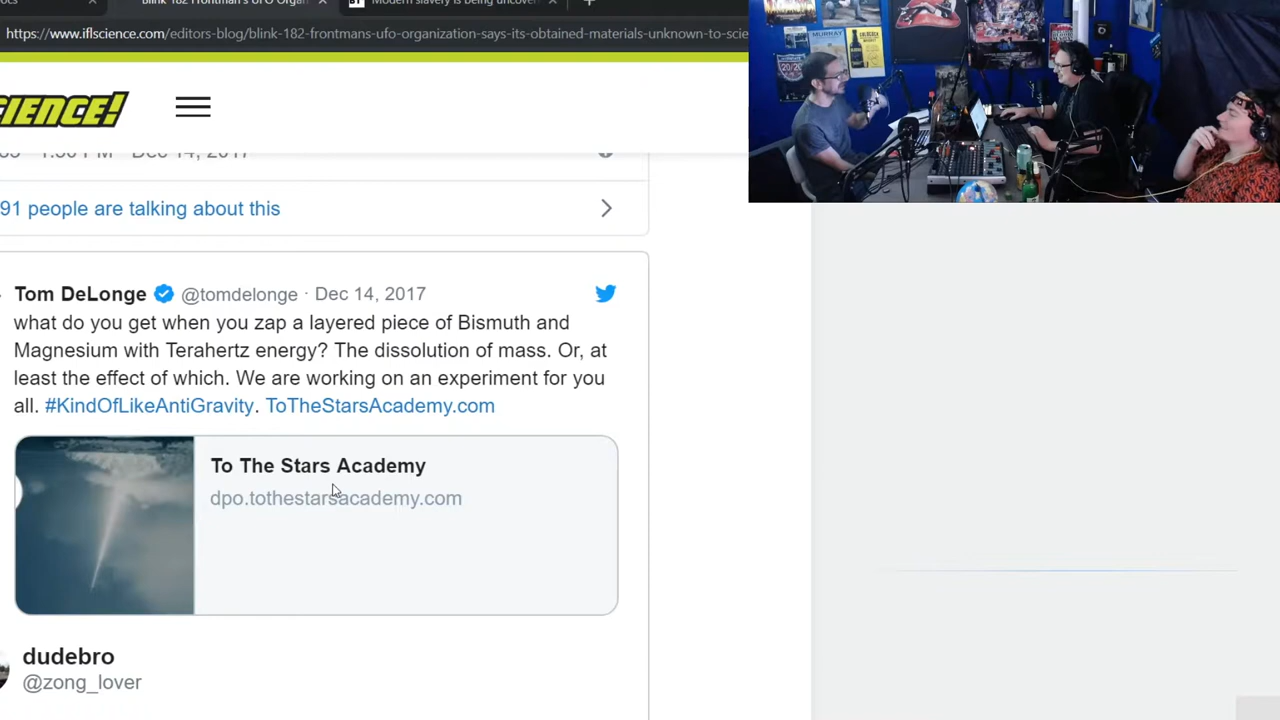 Blink 182 Frontman's UFO Organ
Modern slavery is being uncover
https://www.iflscience.com/editors-blog/blink-182-frontmans-ufo-organization-says-its-obtained-materials-unknown-to-scie
CIENCE!
Dec 14, 2017
91 people are talking about this
Tom DeLonge @tomdelonge · Dec 14, 2017
what do you get when you zap a layered piece of Bismuth and
Magnesium with Terahertz energy? The dissolution of mass. Or, at
least the effect of which. We are working on an experiment for you
all. #KindOfLikeAntiGravity. ToTheStarsAcademy.com
To The Stars Academy
dpo.tothestarsacademy.com
dudebro
@zong_lover
MURRAY